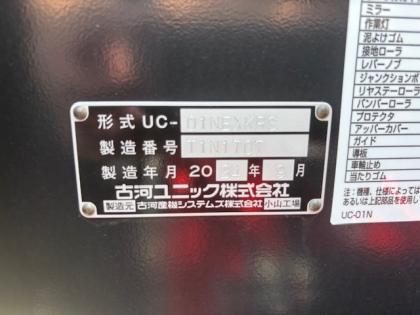 形式 UC-
製造番号
製造年月 2024年9月
古河ユニック株式会社
製造元 古河産機システムズ株式会社 小山工場
ミラー
作業灯
泥よけゴム
接地ローラ
レバーノブ
ジャンクションボ
リヤステーローラ
バンパーローラ
プロテクタ
アッパーカバー
ガイド
導板
車輪止め
当たりゴム
注：機種、仕様によっては
あるいは上記部品を使用し
UC-01N